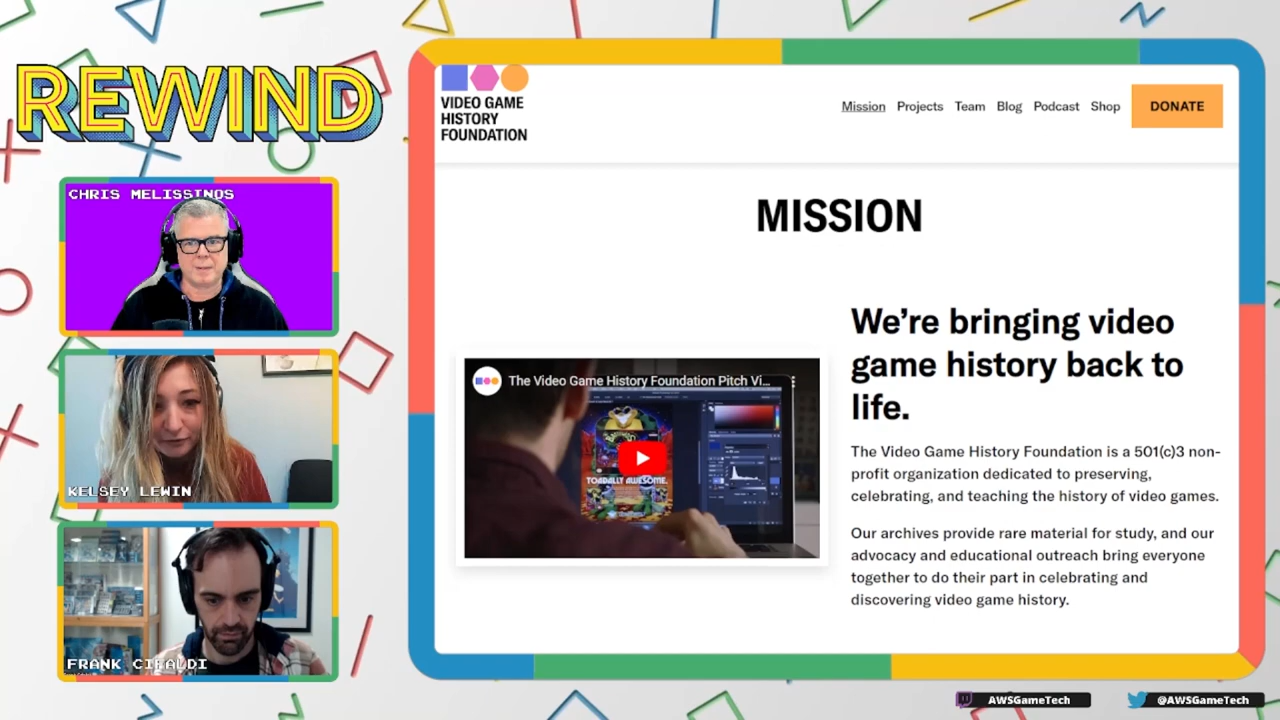 REWIND
CHRIS MELISSINOS
KELSEY LEWIN
FRANK CIFALDI
VIDEO GAME
HISTORY
FOUNDATION
Mission Projects Team Blog Podcast Shop DONATE
MISSION
The Video Game History Foundation Pitch Vi...
TOADALLY AWESOME.
We're bringing video
game history back to
life.
The Video Game History Foundation is a 501(c)3 non-
profit organization dedicated to preserving,
celebrating, and teaching the history of video games.
Our archives provide rare material for study, and our
advocacy and educational outreach bring everyone
together to do their part in celebrating and
discovering video game history.
AWSGameTech
@AWSGameTech